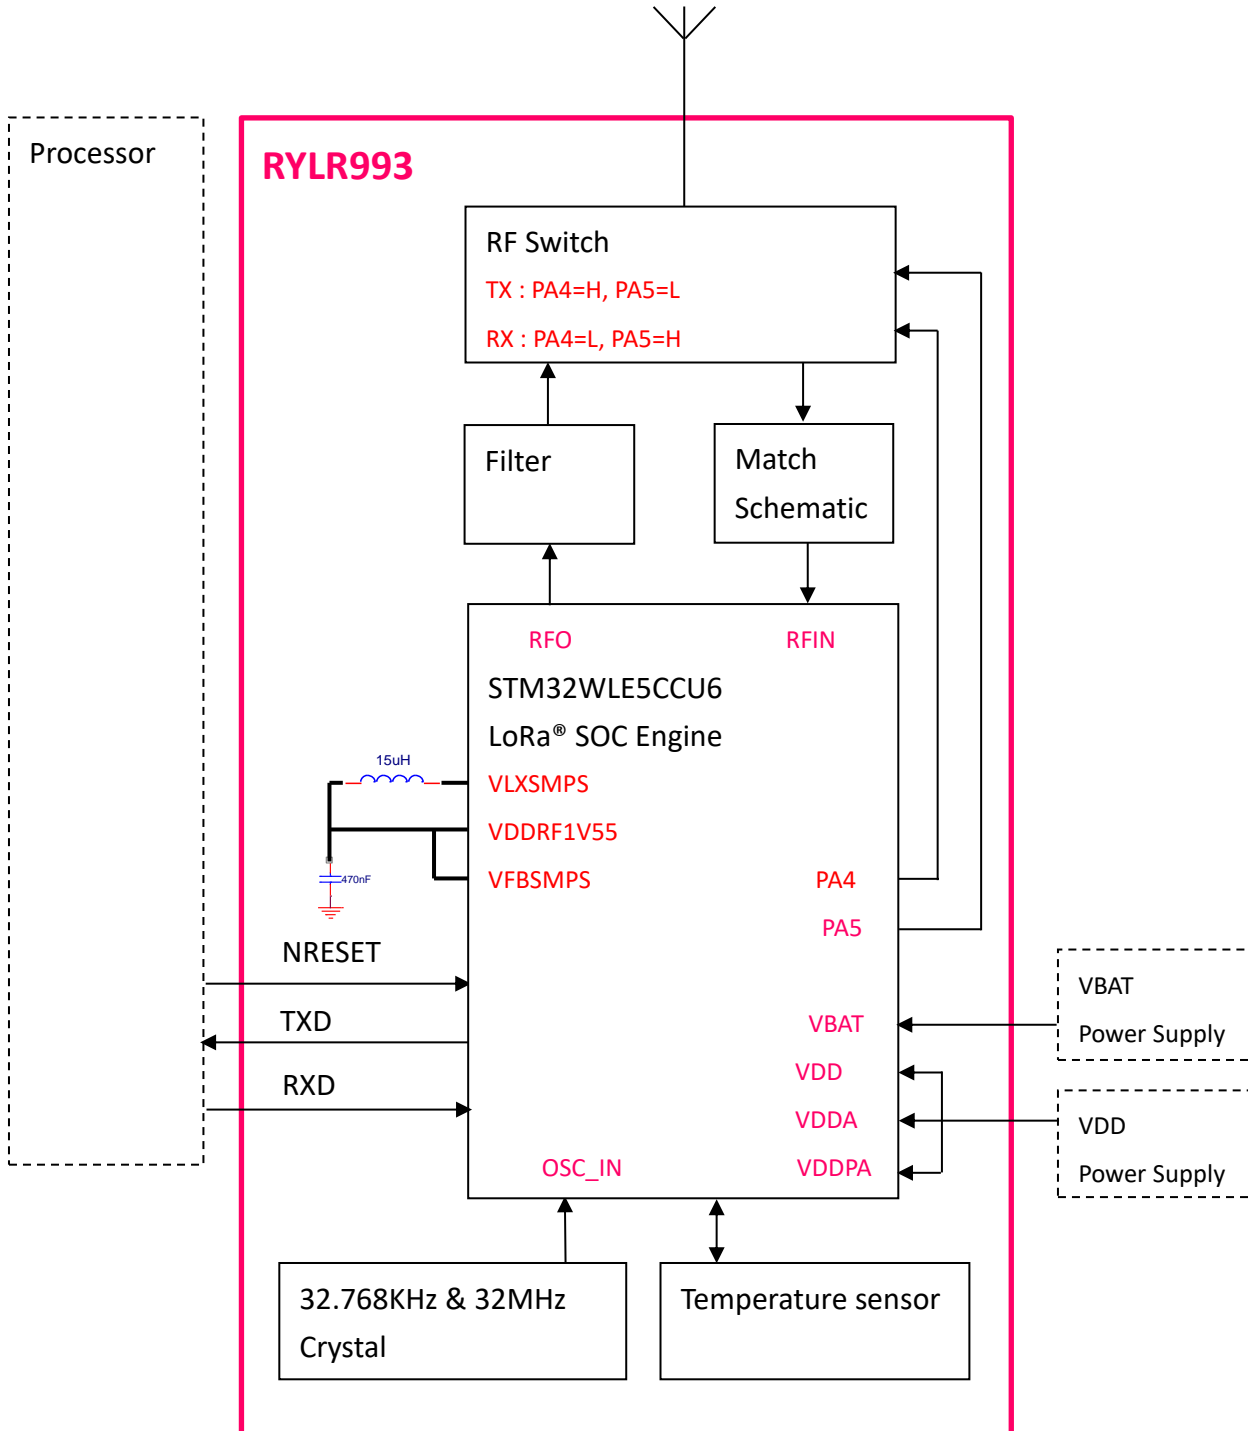 Processor
RYLR993
RF Switch
TX : PA4=H, PA5=L
RX : PA4=L, PA5=H
Filter
Match
Schematic
RFO
RFIN
STM32WLE5CCU6
LoRa® SOC Engine
15uH
VLXSMPS
VDDRF1V55
470nF
VFBSMPS
PA4
PA5
NRESET
TXD
RXD
VBAT
VDD
VDDA
VDDPA
OSC_IN
VBAT
Power Supply
VDD
Power Supply
32.768KHz & 32MHz
Crystal
Temperature sensor